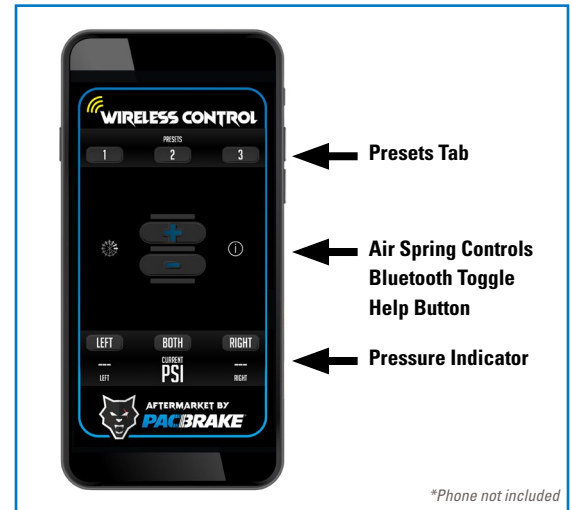 WIRELESS CONTROL
PRESETS
1 2 3
Presets Tab
+
-
Air Spring Controls
Bluetooth Toggle
Help Button
i
LEFT BOTH RIGHT
--- CURRENT ---
LEFT PSI RIGHT
Pressure Indicator
AFTERMARKET BY
PACBRAKE
*Phone not included